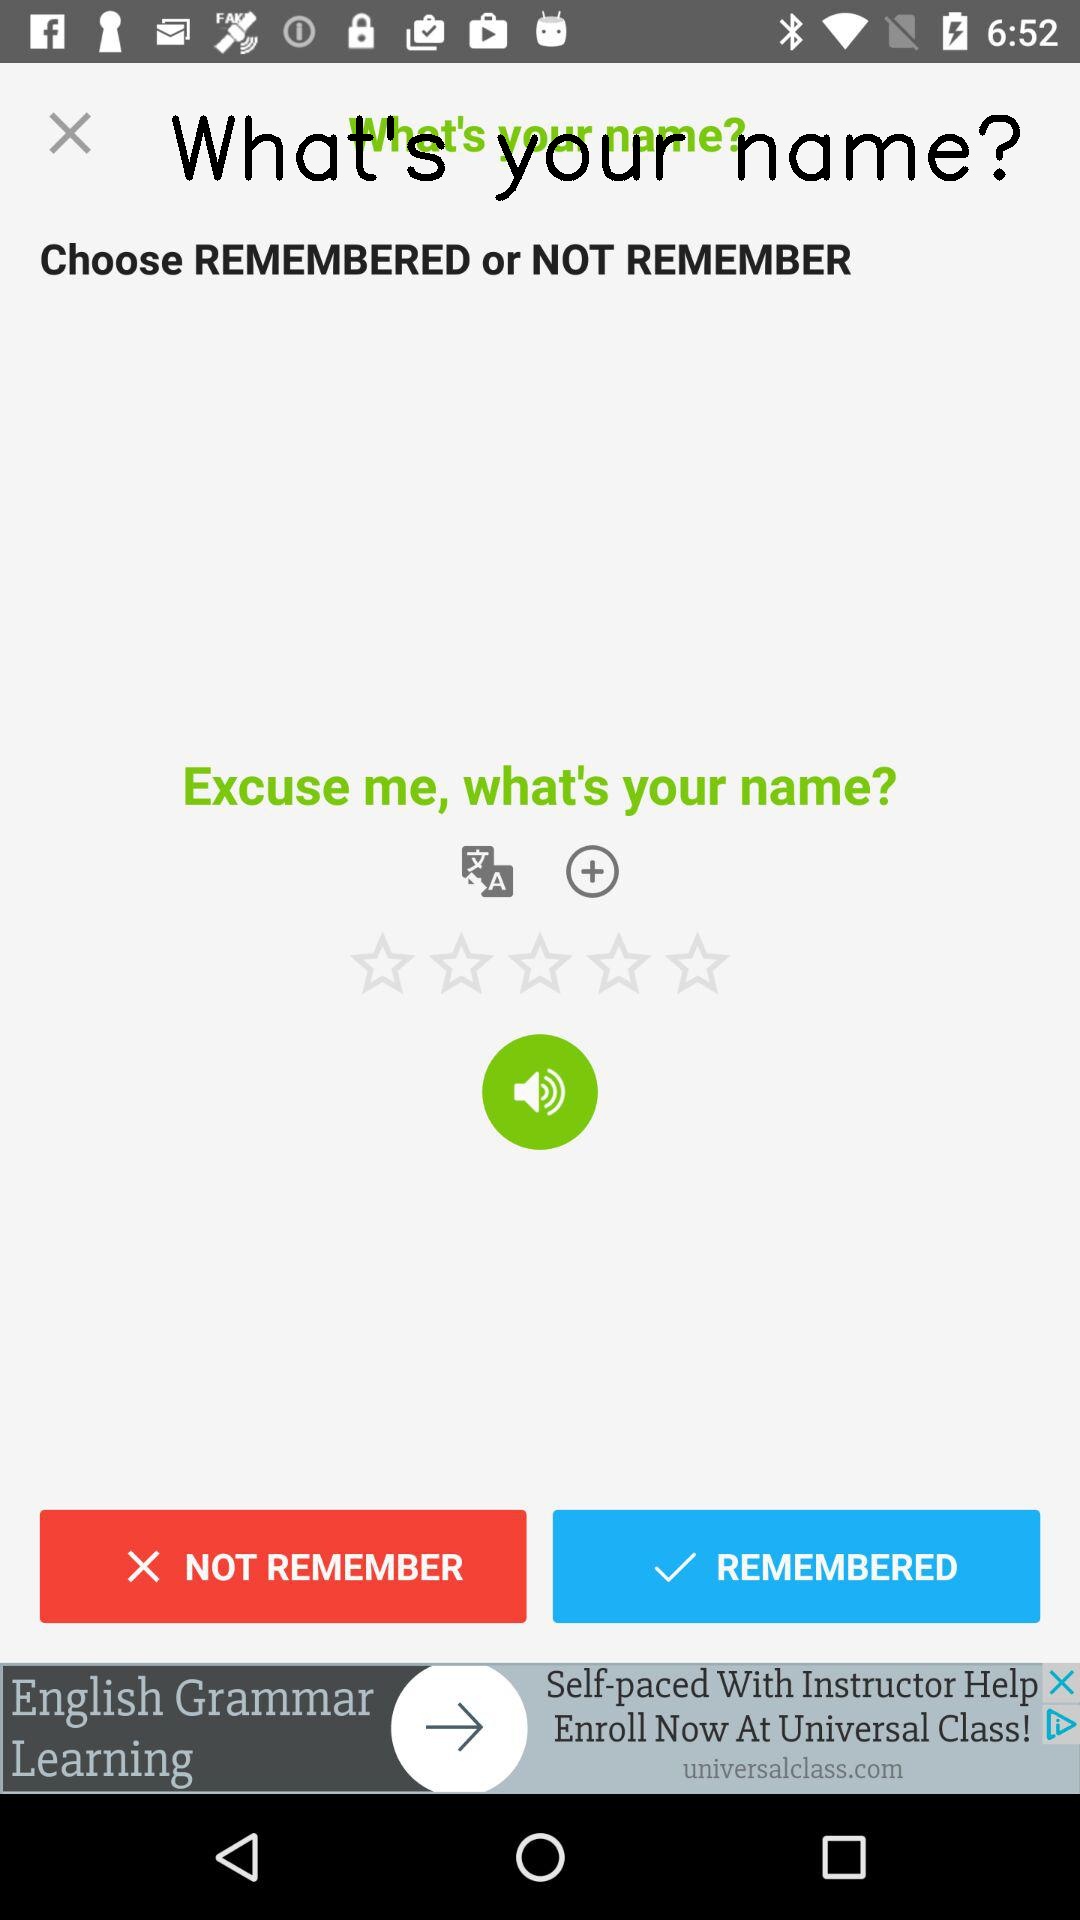 FAKE
6:52
What's your name?
What's your name?
Choose REMEMBERED or NOT REMEMBER
Excuse me, what's your name?
NOT REMEMBER
REMEMBERED
English Grammar
Learning
Self-paced With Instructor Help
Enroll Now At Universal Class!
universalclass.com